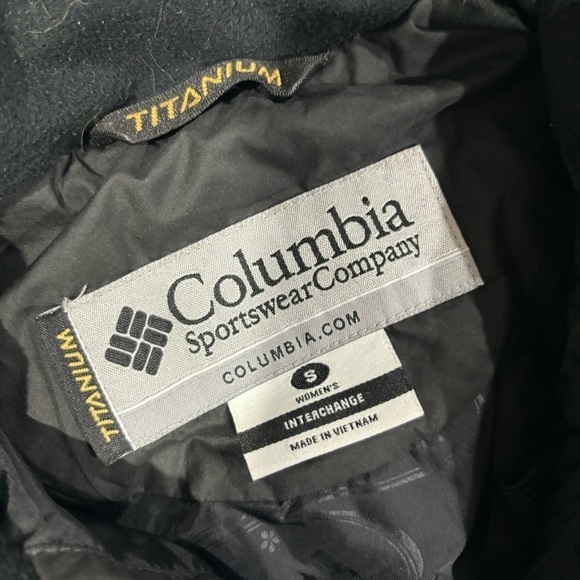 TITANIUM
Columbia
SportswearCompany
COLUMBIA.COM
TITANIUM
S
WOMEN'S
INTERCHANGE
MADE IN VIETNAM